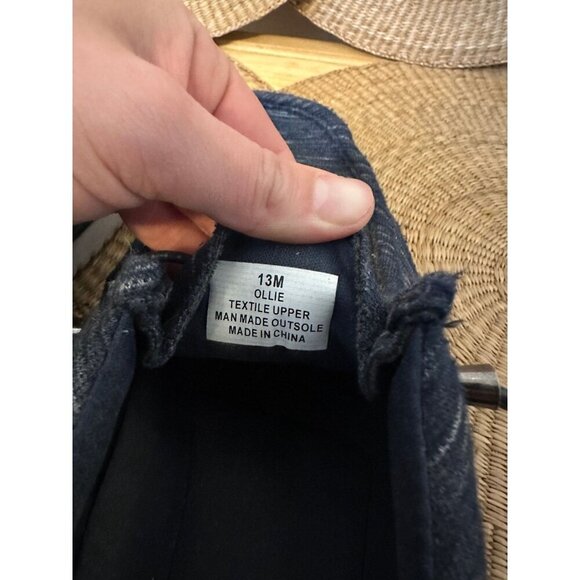 13M
OLLIE
TEXTILE UPPER
MAN MADE OUTSOLE
MADE IN CHINA